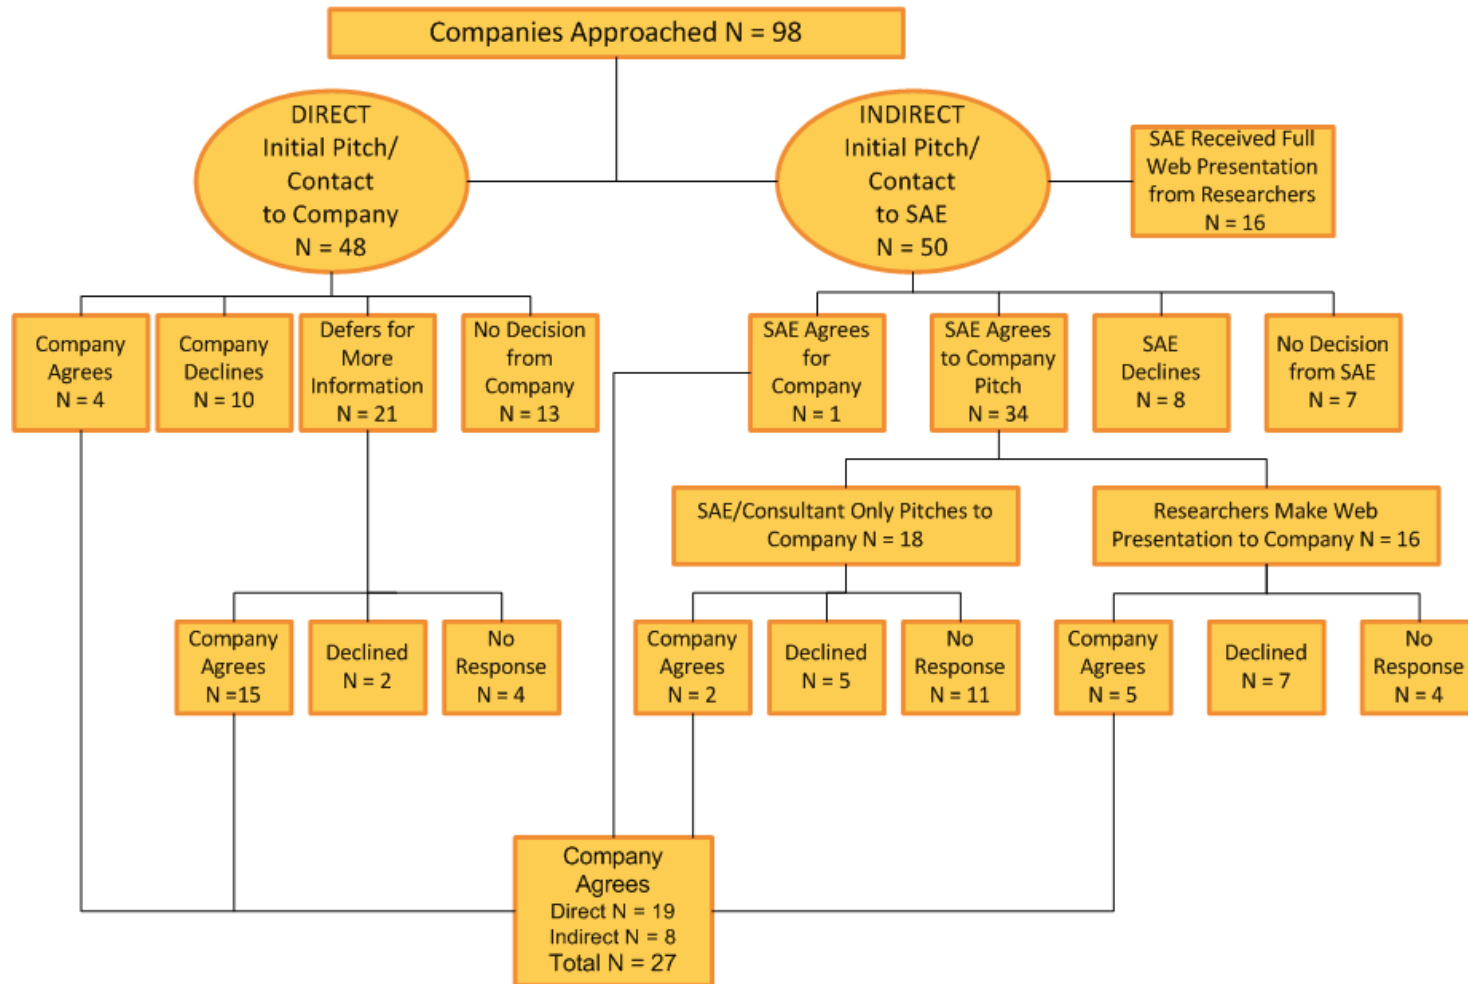 Companies Approached N = 98
DIRECT
Initial Pitch/
Contact
to Company
N = 48
INDIRECT
Initial Pitch/
Contact
to SAE
N = 50
SAE Received Full
Web Presentation
from Researchers
N = 16
Company
Agrees
N = 4
Company
Declines
N = 10
Defers for
More
Information
N = 21
No Decision
from
Company
N = 13
SAE Agrees
for
Company
N = 1
SAE Agrees
to Company
Pitch
N = 34
SAE
Declines
N = 8
No Decision
from SAE
N = 7
SAE/Consultant Only Pitches to
Company N = 18
Researchers Make Web
Presentation to Company N = 16
Company
Agrees
N =15
Declined
N = 2
No
Response
N = 4
Company
Agrees
N = 2
Declined
N = 5
No
Response
N = 11
Company
Agrees
N = 5
Declined
N = 7
No
Response
N = 4
Company
Agrees
Direct N = 19
Indirect N = 8
Total N = 27